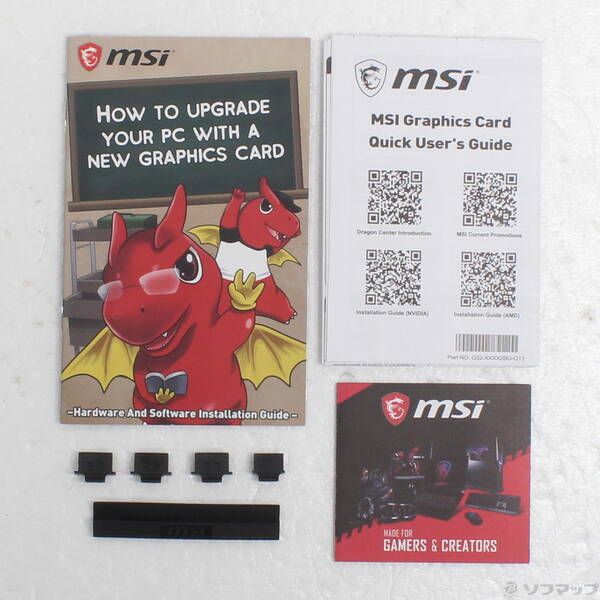 msi
HOW TO UPGRADE
YOUR PC WITH A
NEW GRAPHICS CARD
-Hardware And Software Installation Guide-
msi
MSI Graphics Card
Quick User's Guide
Dragon Center Introduction
MSI Current Promotions
Installation Guide (NVIDIA)
Installation Guide (AMD)
msi
MADE FOR
GAMERS & CREATORS
msi
ソフマップ